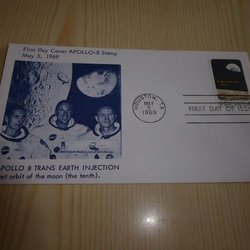 First Day Cover APOLLO-8 Stamp
May 5, 1969
HOUSTON, TX
MAY
5
1969
FIRST DAY OF ISSUE
APOLLO 8 TRANS EARTH INJECTION
ast orbit of the moon (the tenth).